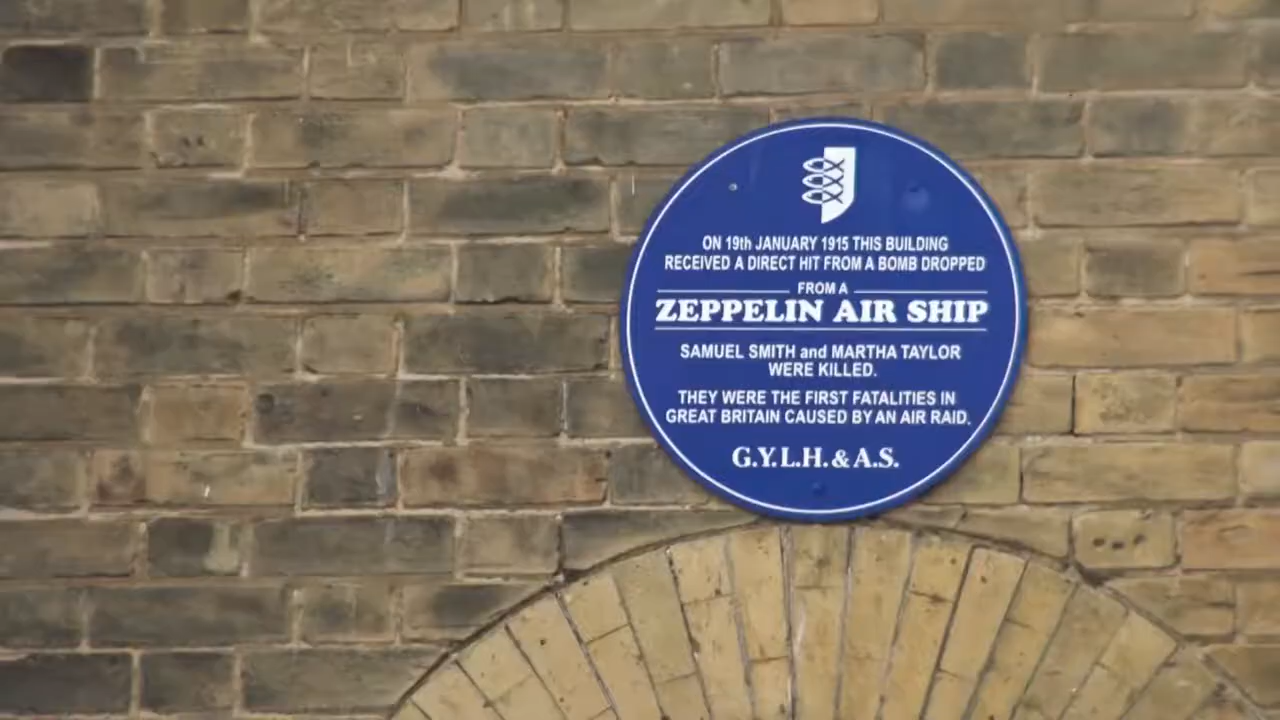 ON 19th JANUARY 1915 THIS BUILDING
RECEIVED A DIRECT HIT FROM A BOMB DROPPED
FROM A
ZEPPELIN AIR SHIP
SAMUEL SMITH and MARTHA TAYLOR
WERE KILLED.
THEY WERE THE FIRST FATALITIES IN
GREAT BRITAIN CAUSED BY AN AIR RAID.
G.Y.L.H. & A.S.